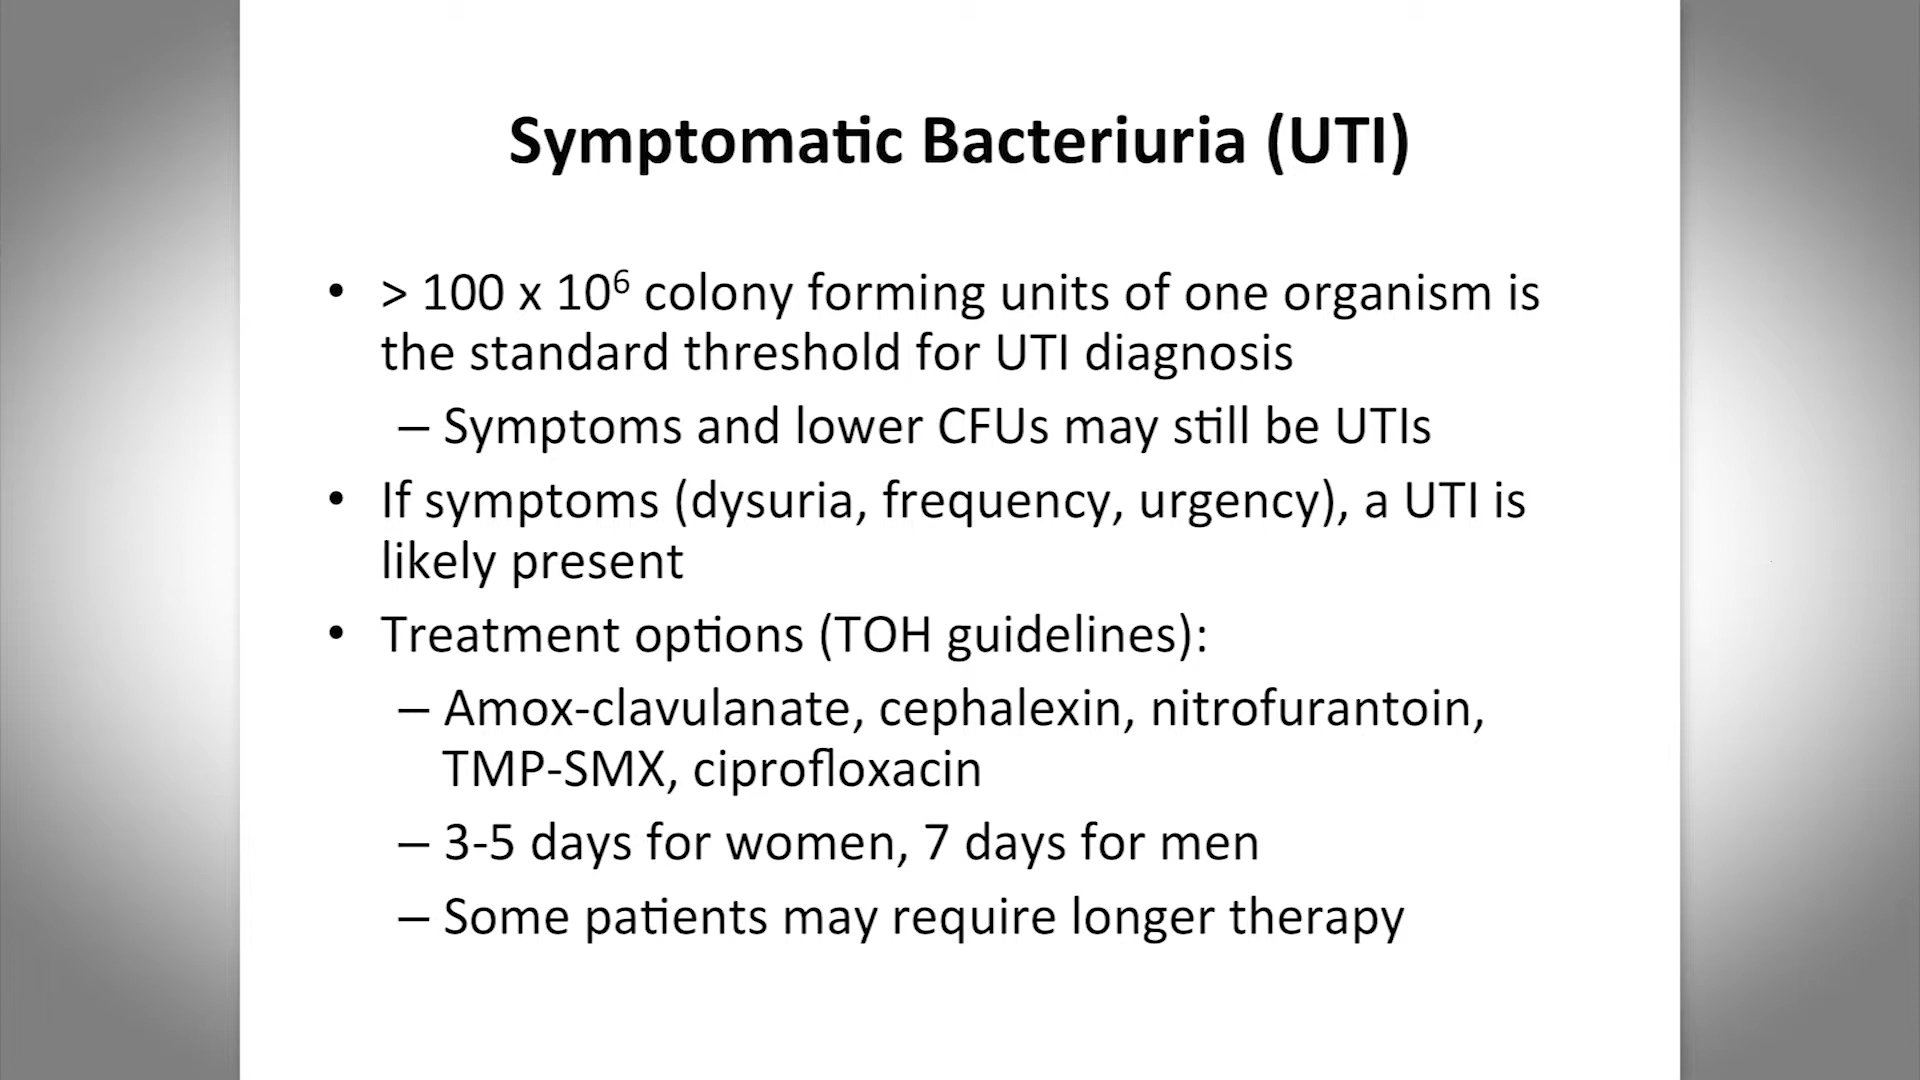 Symptomatic Bacteriuria (UTI)
• > 100 x 10⁶ colony forming units of one organism is
the standard threshold for UTI diagnosis
– Symptoms and lower CFUs may still be UTIs
• If symptoms (dysuria, frequency, urgency), a UTI is
likely present
• Treatment options (TOH guidelines):
– Amox-clavulanate, cephalexin, nitrofurantoin,
TMP-SMX, ciprofloxacin
– 3-5 days for women, 7 days for men
– Some patients may require longer therapy